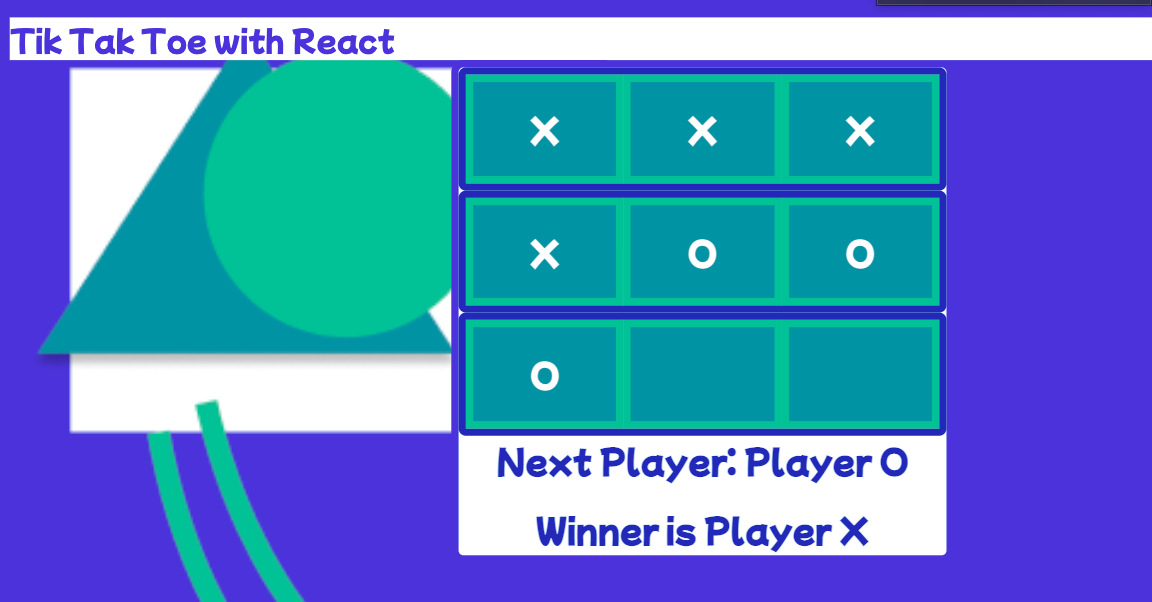 Tik Tak Toe with React
X X X
X O O
O
Next Player: Player O
Winner is Player X